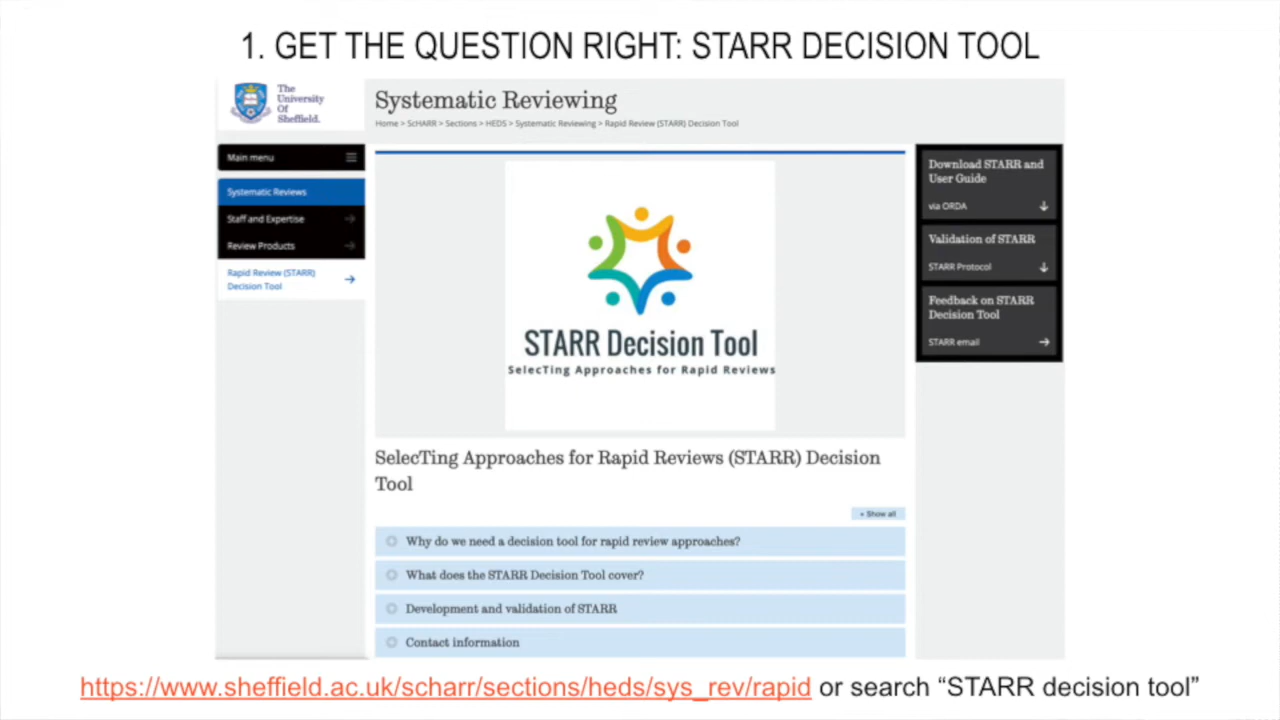 1. GET THE QUESTION RIGHT: STARR DECISION TOOL
The
University
Of
Sheffield.
Systematic Reviewing
Home > ScHARR > Sections > HEDS > Systematic Reviewing > Rapid Review (STARR) Decision Tool
Main menu
Systematic Reviews
Staff and Expertise
Review Products
Rapid Review (STARR)
Decision Tool
STARR Decision Tool
SelecTing Approaches for Rapid Reviews
SelecTing Approaches for Rapid Reviews (STARR) Decision
Tool
+ Show all
Why do we need a decision tool for rapid review approaches?
What does the STARR Decision Tool cover?
Development and validation of STARR
Contact information
Download STARR and
User Guide
via ORDA
Validation of STARR
STARR Protocol
Feedback on STARR
Decision Tool
STARR email
https://www.sheffield.ac.uk/scharr/sections/heds/sys_rev/rapid or search “STARR decision tool”